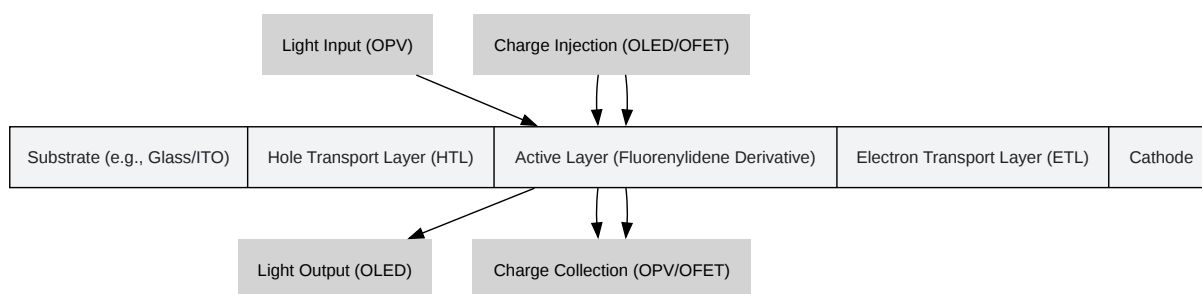 Light Input (OPV)
Charge Injection (OLED/OFET)
Substrate (e.g., Glass/ITO)
Hole Transport Layer (HTL)
Active Layer (Fluorenylidene Derivative)
Electron Transport Layer (ETL)
Cathode
Light Output (OLED)
Charge Collection (OPV/OFET)